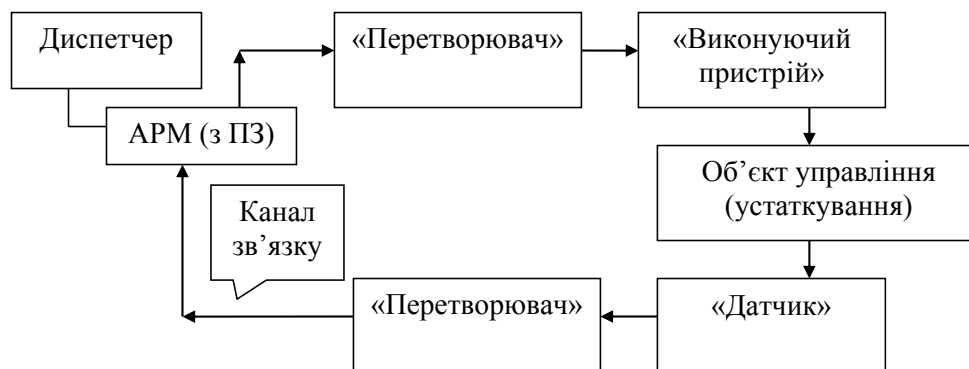 Диспетчер
«Перетворювач»
«Виконуючий
пристрій»
АРМ (з ПЗ)
Об’єкт управління
(устаткування)
Канал
зв’язку
«Перетворювач»
«Датчик»